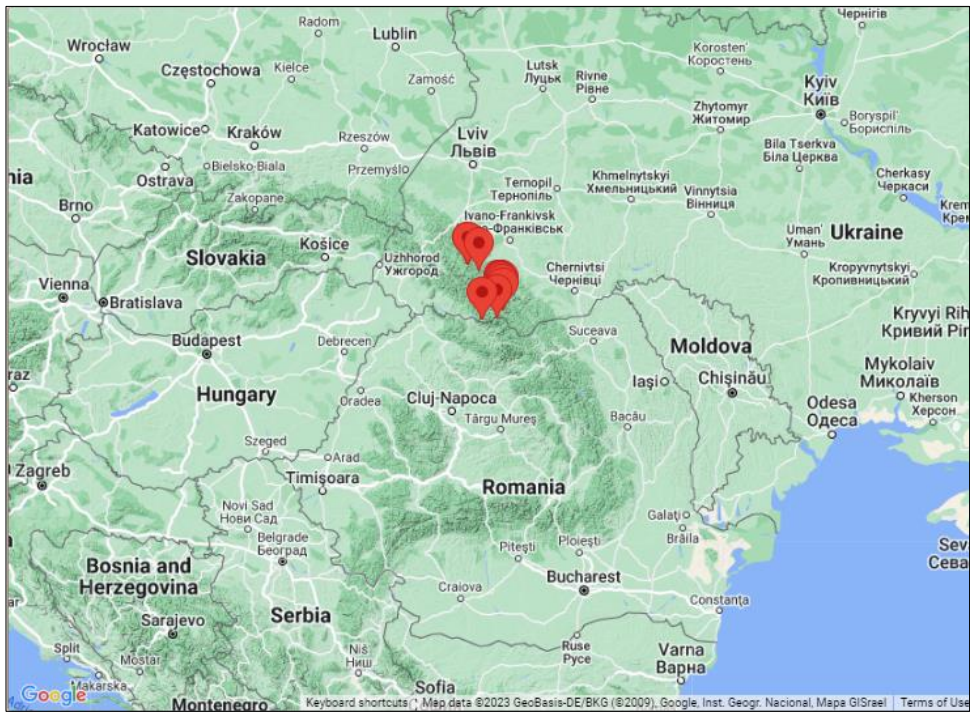 Чернігів
Radom
Lublin
Wrocław
Korosten'
Коростень
Lutsk
Луцьк
Rivne
Рівне
Kielce
Częstochowa
Замość
Kyiv
Київ
Zhytomyr
Житомир
Boryspil'
Бориспіль
Katowice
Kraków
Rzeszów
Lviv
Львів
Bielsko-Biala
Ostrava
Przemyśl
Bila Tserkva
Біла Церква
Ternopil
Тернопіль
Khmelnytskyi
Хмельницький
Vinnytsia
Вінниця
Cherkasy
Черкаси
Zakopane
Brno
Ivano-Frankivsk
Франківськ
Uman'
Умань
Ukraine
Slovakia
Košice
Uzhhorod
Ужгород
Chernivtsi
Чернівці
Kropyvnytskyi
Кропивницький
Vienna
Bratislava
Kryvyi Rih
Budapest
Debrecen
Suceava
Moldova
Mykolaiv
Миколаїв
Hungary
Oradea
Cluj-Napoca
Iași
Chișinău
Kherson
Херсон
Târgu Mureș
Bacău
Odesa
Одеса
Szeged
Arad
Zagreb
Timișoara
Romania
Novi Sad
Нови Сад
Galați
Brăila
Belgrade
Београд
Pitești
Ploiești
Bosnia and
Herzegovina
Bucharest
Craiova
Constanța
Serbia
Sarajevo
Split
Mostar
Niš
Ниш
Ruse
Русе
Varna
Варна
Makarska
Sofia
Montenegro
Google
Keyboard shortcuts
Map data ©2023 GeoBasis-DE/BKG (©2009), Google, Inst. Geogr. Nacional, Mapa GISrael
Terms of Use